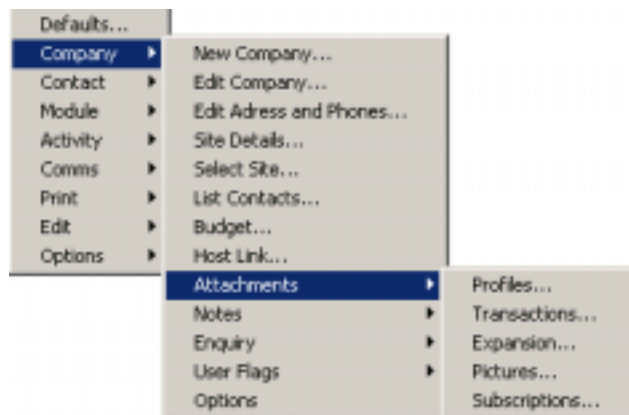 Defaults...
Company
Contact
Module
Activity
Comms
Print
Edit
Options
New Company...
Edit Company...
Edit Adress and Phones...
Site Details...
Select Site...
List Contacts...
Budget...
Host Link...
Attachments
Notes
Enquiry
User Flags
Options
Profiles...
Transactions...
Expansion...
Pictures...
Subscriptions...